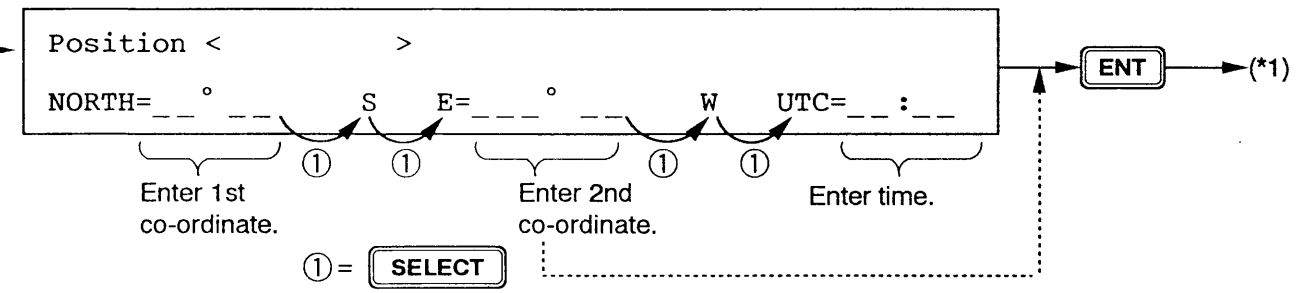 Position <          >
ENT (*1)
NORTH=__°__ S E=___°__ W UTC=__:__
① ① ① ①
Enter 1st Enter 2nd Enter time.
co-ordinate. co-ordinate.
①= SELECT